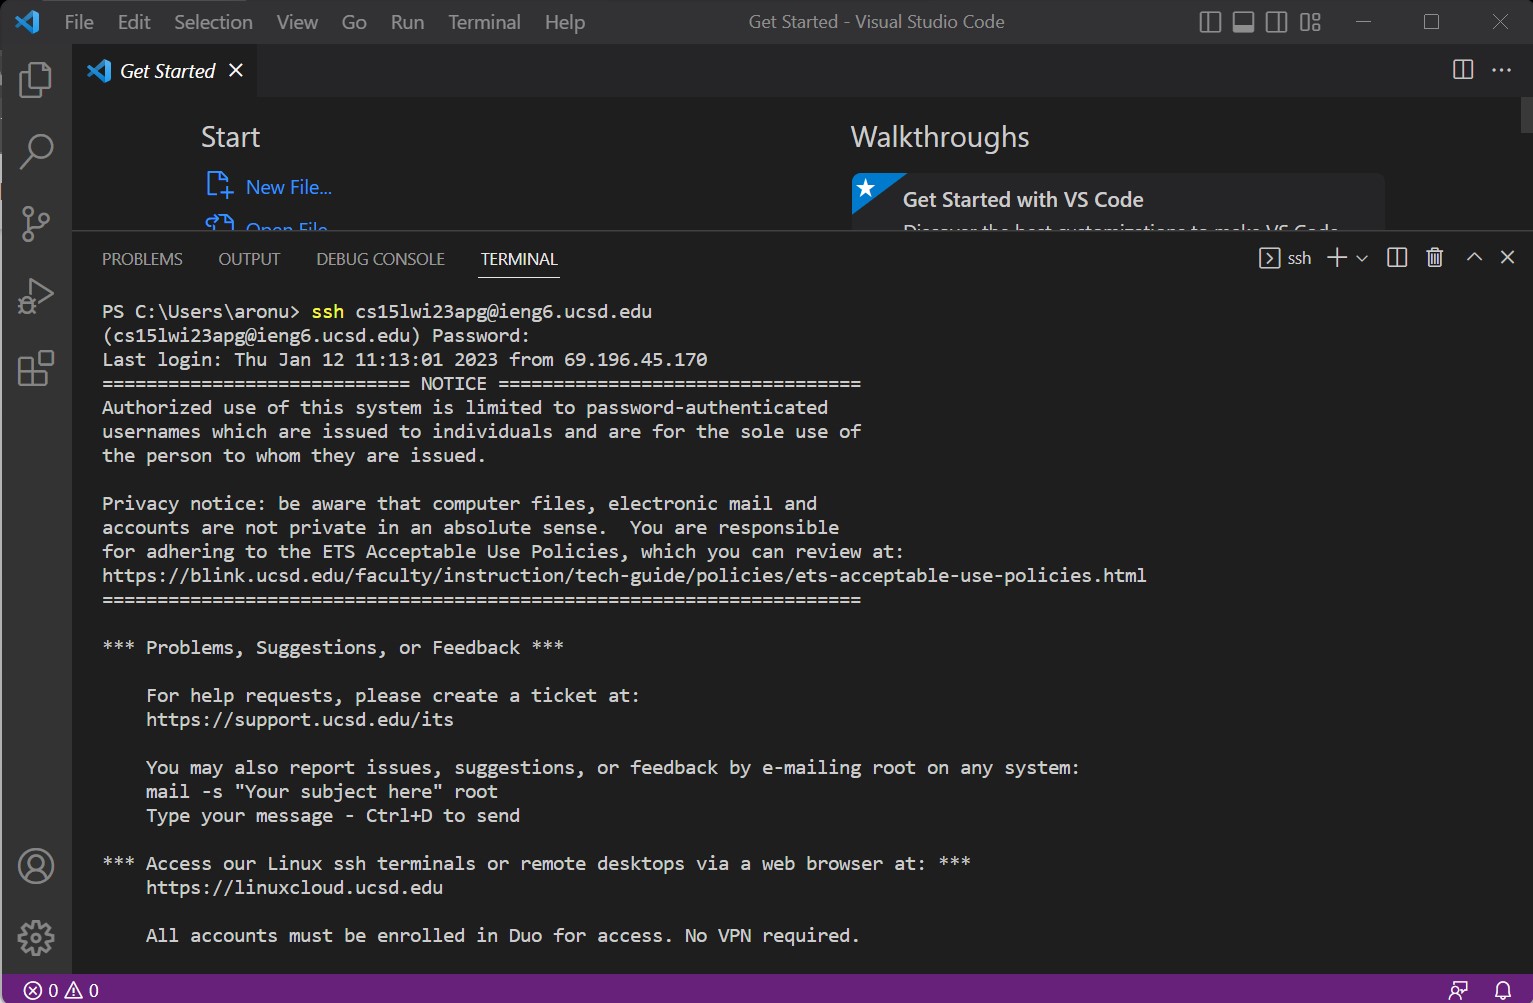 File Edit Selection View Go Run Terminal Help Get Started - Visual Studio Code
Get Started
Start
Walkthroughs
New File...
Get Started with VS Code
Open File...
Discover the best customizations to make VS Code
PROBLEMS OUTPUT DEBUG CONSOLE TERMINAL ssh
PS C:\Users\aronu> ssh cs15lwi23apg@ieng6.ucsd.edu
(cs15lwi23apg@ieng6.ucsd.edu) Password:
Last login: Thu Jan 12 11:13:01 2023 from 69.196.45.170
============================ NOTICE =================================
Authorized use of this system is limited to password-authenticated
usernames which are issued to individuals and are for the sole use of
the person to whom they are issued.
Privacy notice: be aware that computer files, electronic mail and
accounts are not private in an absolute sense.  You are responsible
for adhering to the ETS Acceptable Use Policies, which you can review at:
https://blink.ucsd.edu/faculty/instruction/tech-guide/policies/ets-acceptable-use-policies.html
=====================================================================
*** Problems, Suggestions, or Feedback ***
For help requests, please create a ticket at:
https://support.ucsd.edu/its
You may also report issues, suggestions, or feedback by e-mailing root on any system:
mail -s "Your subject here" root
Type your message - Ctrl+D to send
*** Access our Linux ssh terminals or remote desktops via a web browser at: ***
https://linuxcloud.ucsd.edu
All accounts must be enrolled in Duo for access. No VPN required.
0 0